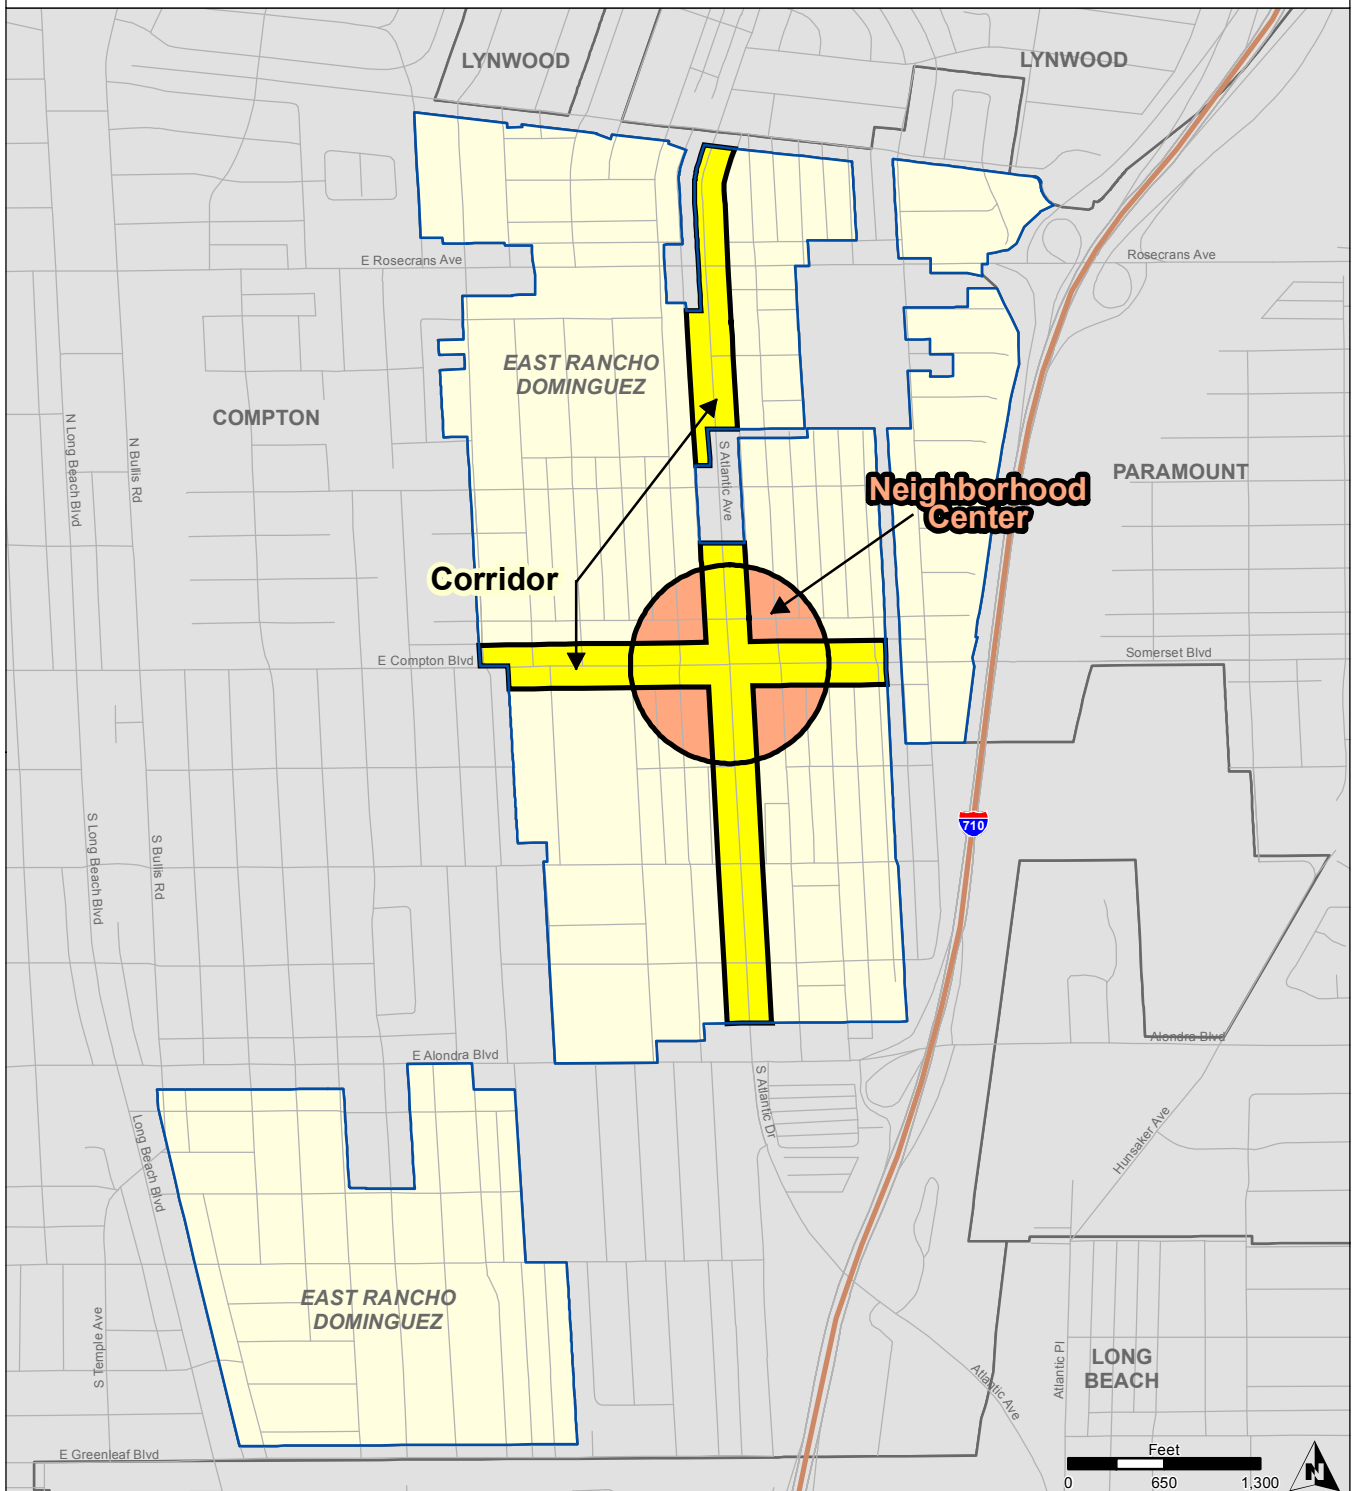 LYNWOOD
LYNWOOD
E Rosecrans Ave
Rosecrans Ave
EAST RANCHO
DOMINGUEZ
COMPTON
N Long Beach Blvd
N Bullis Rd
S Atlantic Ave
PARAMOUNT
Neighborhood
Center
Corridor
E Compton Blvd
Somerset Blvd
710
S Long Beach Blvd
S Bullis Rd
E Alondra Blvd
Alondra Blvd
S Atlantic Dr
Long Beach Blvd
Hunsaker Ave
EAST RANCHO
DOMINGUEZ
S Temple Ave
Atlantic Pl
LONG
BEACH
Atlantic Ave
E Greenleaf Blvd
Feet
0 650 1,300
N